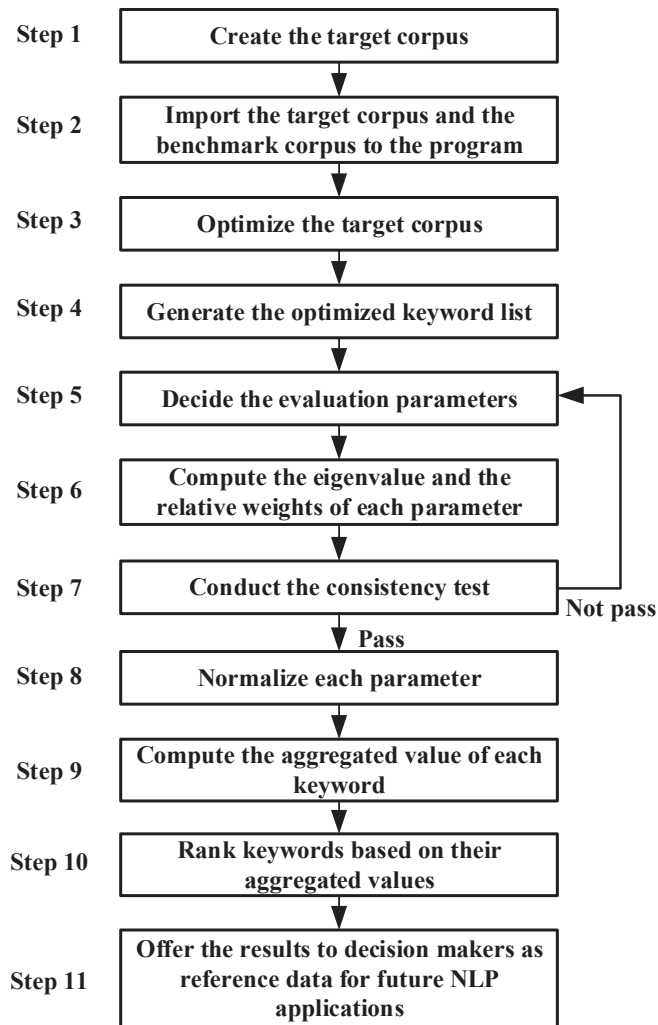 Step 1
Create the target corpus
Step 2
Import the target corpus and the
benchmark corpus to the program
Step 3
Optimize the target corpus
Step 4
Generate the optimized keyword list
Step 5
Decide the evaluation parameters
Step 6
Compute the eigenvalue and the
relative weights of each parameter
Step 7
Conduct the consistency test
Not pass
Pass
Step 8
Normalize each parameter
Step 9
Compute the aggregated value of each
keyword
Step 10
Rank keywords based on their
aggregated values
Step 11
Offer the results to decision makers as
reference data for future NLP
applications